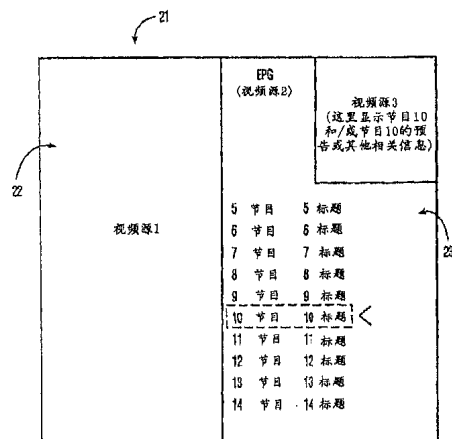 21
22
视频源1
EPG
(视频源2)
视频源3
(这里显示节目10
和/或节目10的预
告或其他相关信息)
23
5 节目 5 标题
6 节目 6 标题
7 节目 7 标题
8 节目 8 标题
9 节目 9 标题
10 节目 10 标题 <
11 节目 11 标题
12 节目 12 标题
13 节目 13 标题
14 节目 14 标题